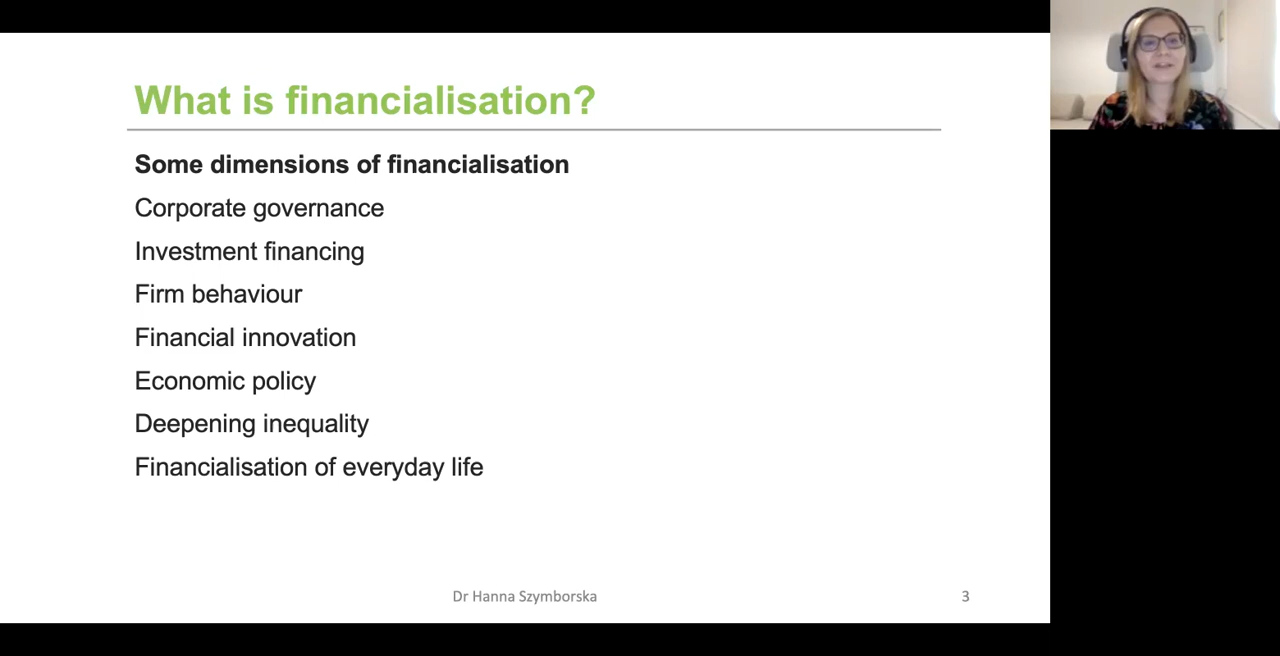 What is financialisation?
Some dimensions of financialisation
Corporate governance
Investment financing
Firm behaviour
Financial innovation
Economic policy
Deepening inequality
Financialisation of everyday life
Dr Hanna Szymborska
3